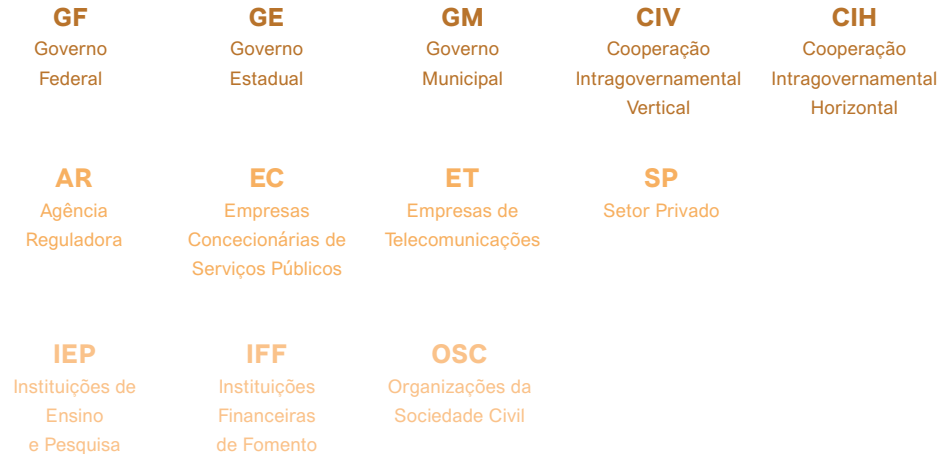 GF
Governo
Federal
GE
Governo
Estadual
GM
Governo
Municipal
CIV
Cooperação
Intragovernamental
Vertical
CIH
Cooperação
Intragovernamental
Horizontal
AR
Agência
Reguladora
EC
Empresas
Concecionárias de
Serviços Públicos
ET
Empresas de
Telecomunicações
SP
Setor Privado
IEP
Instituições de
Ensino
e Pesquisa
IFF
Instituições
Financeiras
de Fomento
OSC
Organizações da
Sociedade Civil